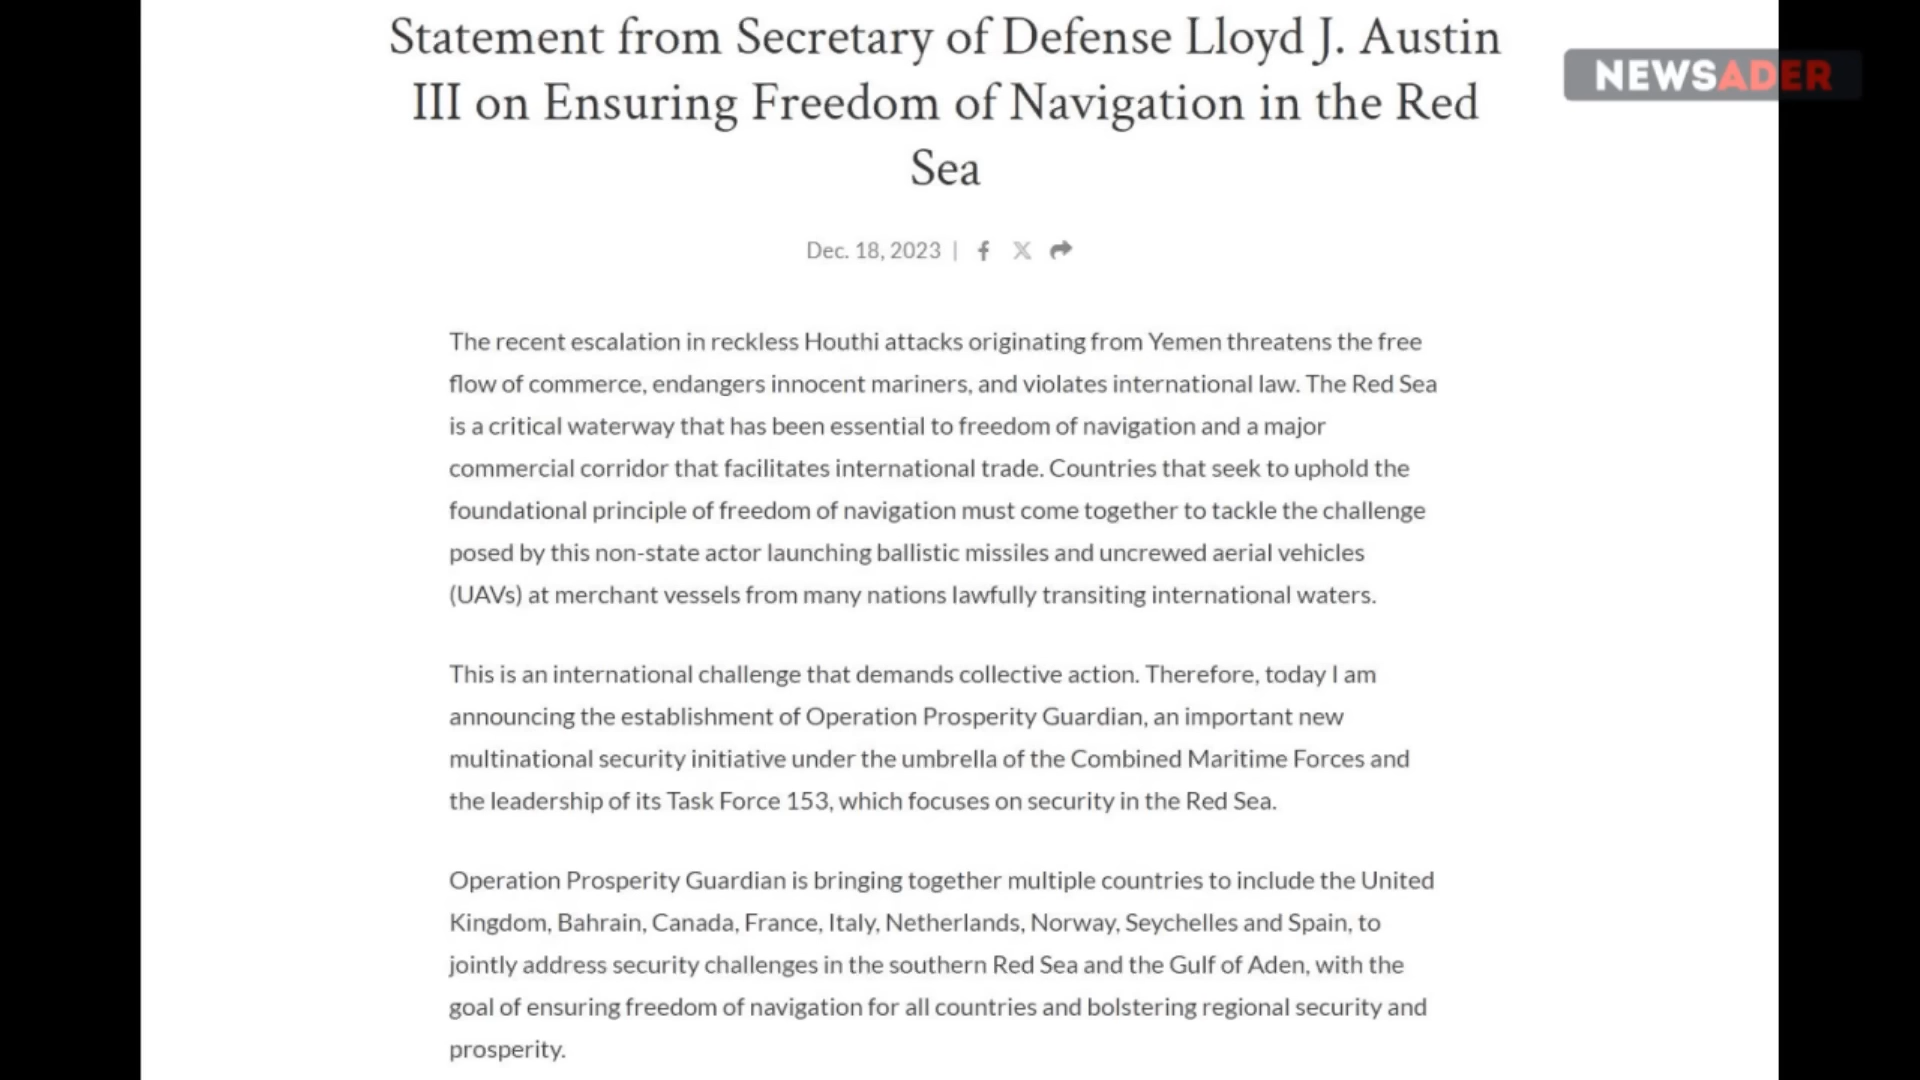 Statement from Secretary of Defense Lloyd J. Austin
III on Ensuring Freedom of Navigation in the Red
Sea
NEWSADER
Dec. 18, 2023 |
The recent escalation in reckless Houthi attacks originating from Yemen threatens the free
flow of commerce, endangers innocent mariners, and violates international law. The Red Sea
is a critical waterway that has been essential to freedom of navigation and a major
commercial corridor that facilitates international trade. Countries that seek to uphold the
foundational principle of freedom of navigation must come together to tackle the challenge
posed by this non-state actor launching ballistic missiles and uncrewed aerial vehicles
(UAVs) at merchant vessels from many nations lawfully transiting international waters.
This is an international challenge that demands collective action. Therefore, today I am
announcing the establishment of Operation Prosperity Guardian, an important new
multinational security initiative under the umbrella of the Combined Maritime Forces and
the leadership of its Task Force 153, which focuses on security in the Red Sea.
Operation Prosperity Guardian is bringing together multiple countries to include the United
Kingdom, Bahrain, Canada, France, Italy, Netherlands, Norway, Seychelles and Spain, to
jointly address security challenges in the southern Red Sea and the Gulf of Aden, with the
goal of ensuring freedom of navigation for all countries and bolstering regional security and
prosperity.